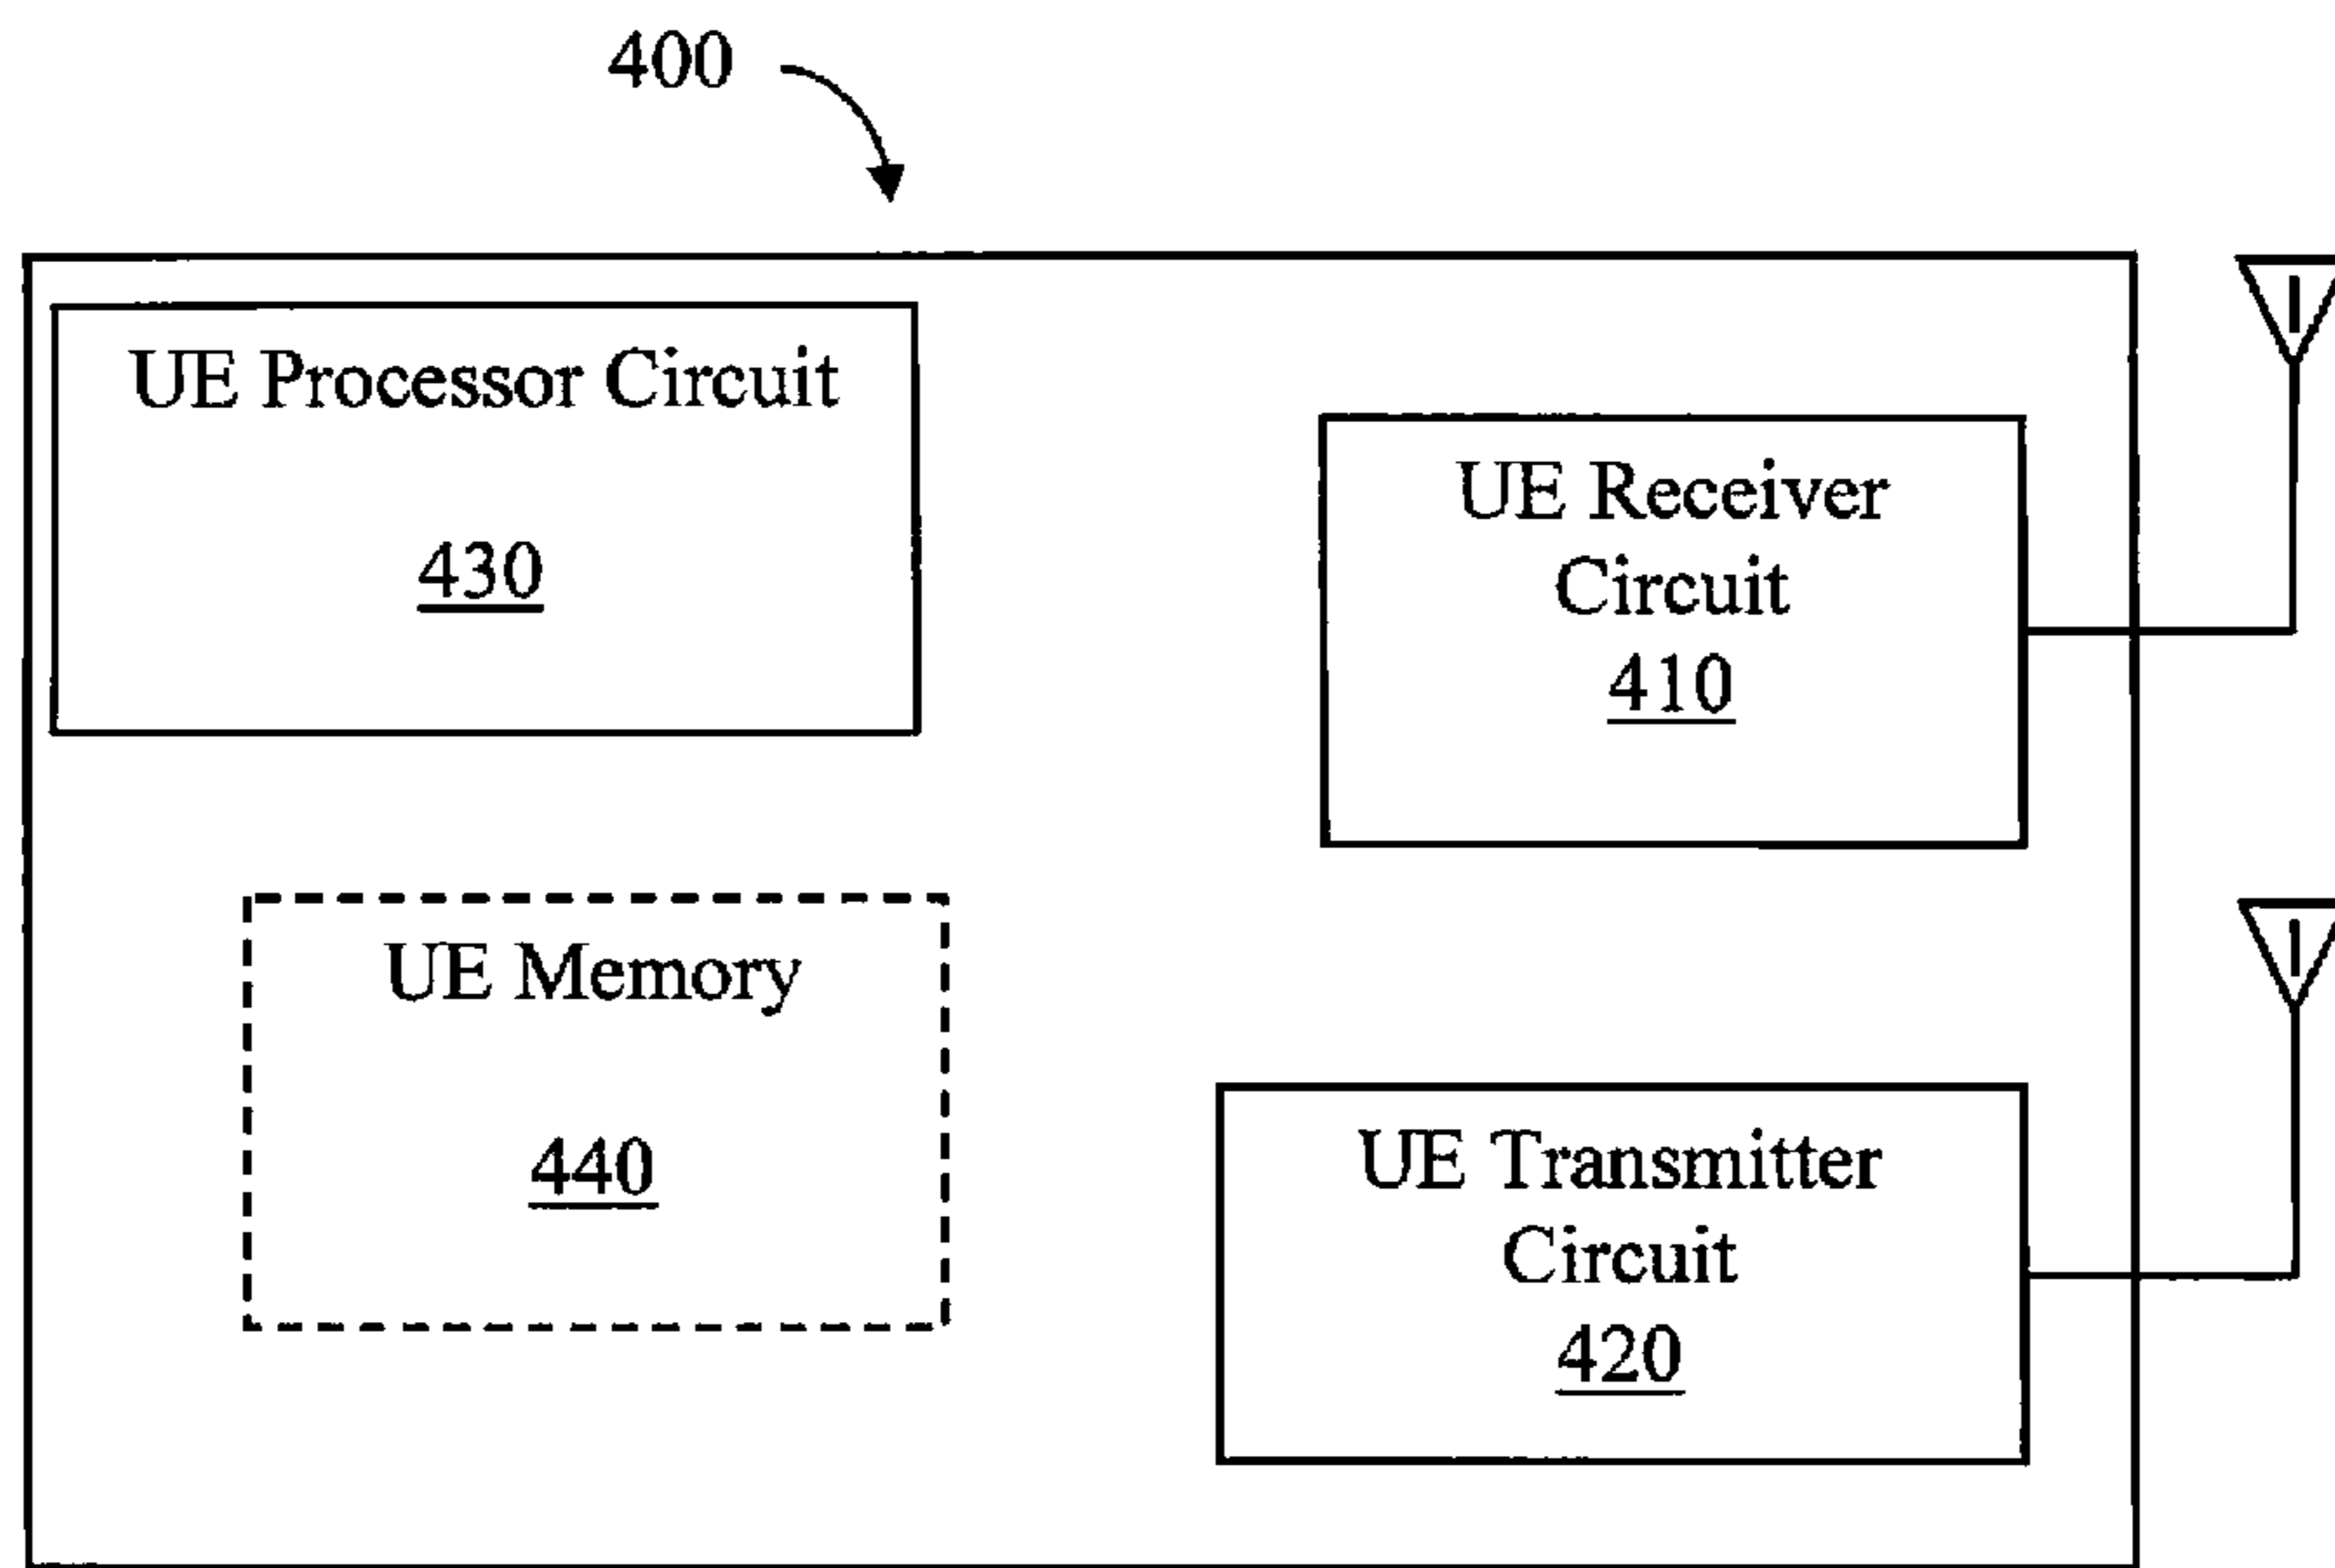 400
UE Processor Circuit
430
UE Receiver
Circuit
410
UE Memory
440
UE Transmitter
Circuit
420